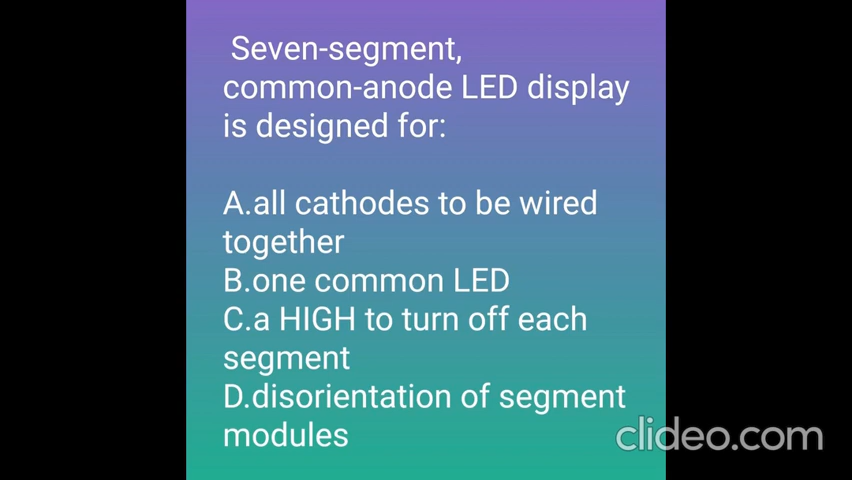 Seven-segment,
common-anode LED display
is designed for:
A.all cathodes to be wired
together
B.one common LED
C.a HIGH to turn off each
segment
D.disorientation of segment
modules
clideo.com